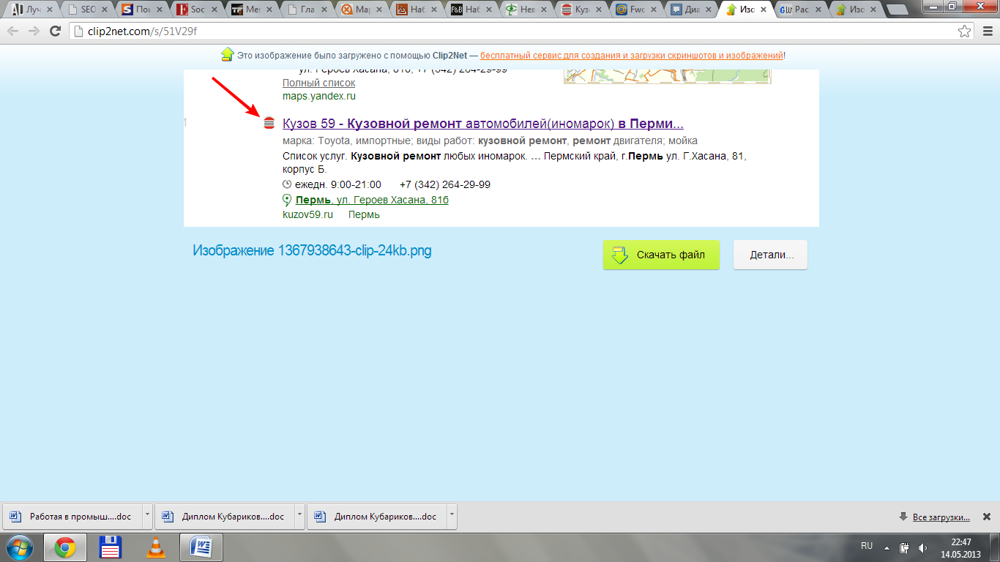 Луч
SEO
Пои
Soc
Мег
Гла
Мар
Наб
Наб
Нев
Кузо
Fwd
Диа
Изо
Рас
Изо
clip2net.com/s/51V29f
Это изображение было загружено с помощью Clip2Net — бесплатный сервис для создания и загрузки скриншотов и изображений!
ул. Героев Хасана, 81б, +7 (342) 264-29-99
Полный список
maps.yandex.ru
1
Кузов 59 - Кузовной ремонт автомобилей(иномарок) в Перми...
марка: Toyota, импортные; виды работ: кузовной ремонт, ремонт двигателя; мойка
Список услуг. Кузовной ремонт любых иномарок. ... Пермский край, г.Пермь ул. Г.Хасана, 81,
корпус Б.
ежедн. 9:00-21:00 +7 (342) 264-29-99
Пермь, ул. Героев Хасана, 81б
kuzov59.ru Пермь
Изображение 1367938643-clip-24kb.png
Скачать файл
Детали...
Работая в промыш....doc
Диплом Кубариков....doc
Диплом Кубариков....doc
Все загрузки...
RU
22:47
14.05.2013